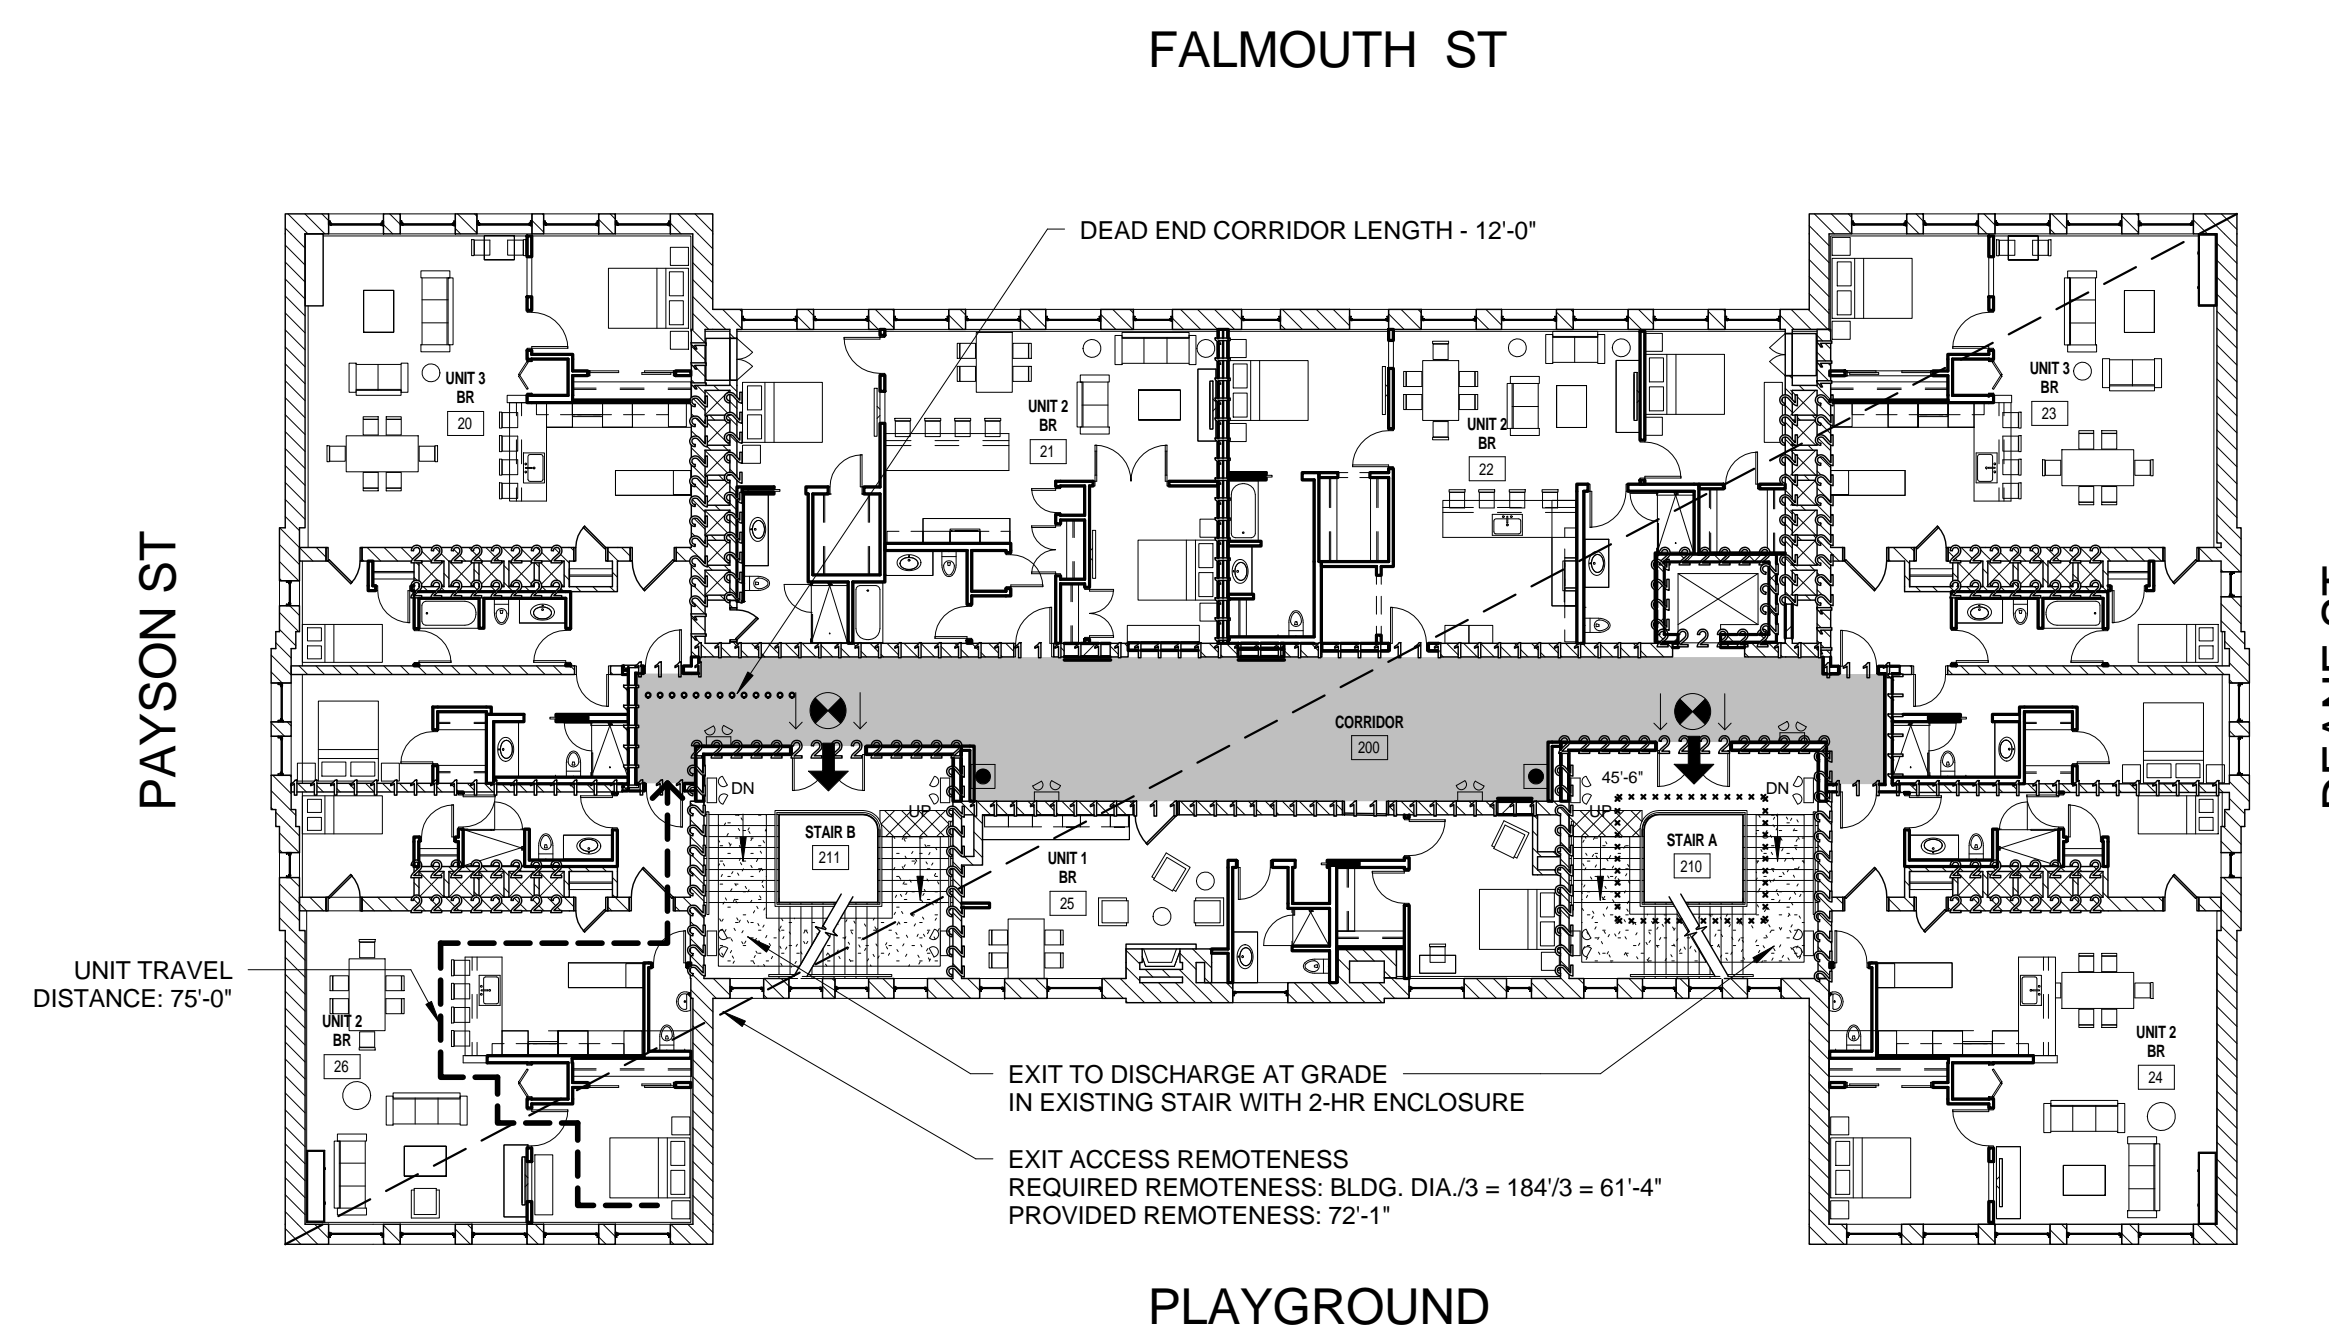 FALMOUTH ST
DEAD END CORRIDOR LENGTH - 12'-0"
UNIT 3
BR
20
UNIT 2
BR
21
UNIT 2
BR
22
UNIT 3
BR
23
PAYSON ST
CORRIDOR
200
DN
UP
STAIR B
211
UNIT 1
BR
25
45'-6"
UP
DN
STAIR A
210
UNIT TRAVEL
DISTANCE: 75'-0"
UNIT 2
BR
26
UNIT 2
BR
24
EXIT TO DISCHARGE AT GRADE
IN EXISTING STAIR WITH 2-HR ENCLOSURE
EXIT ACCESS REMOTENESS
REQUIRED REMOTENESS: BLDG. DIA./3 = 184'/3 = 61'-4"
PROVIDED REMOTENESS: 72'-1"
PLAYGROUND